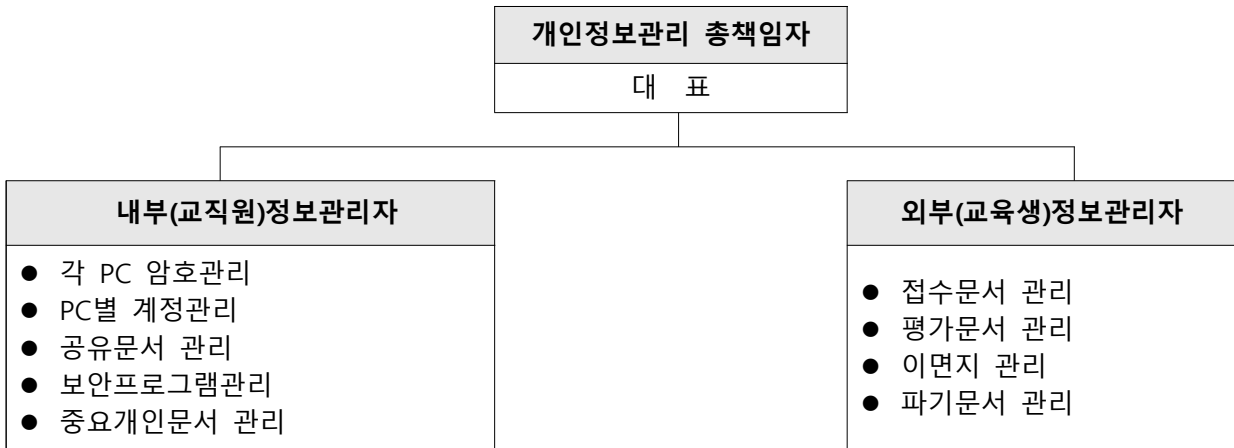 개인정보관리 총책임자
대 표
내부(교직원)정보관리자
● 각 PC 암호관리
● PC별 계정관리
● 공유문서 관리
● 보안프로그램관리
● 중요개인문서 관리
외부(교육생)정보관리자
● 접수문서 관리
● 평가문서 관리
● 이면지 관리
● 파기문서 관리